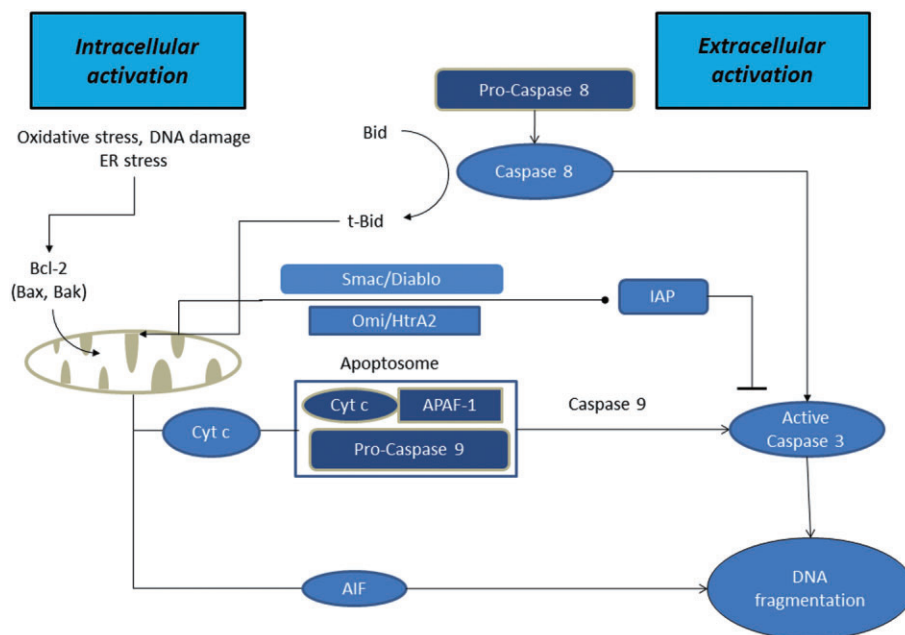 Intracellular
activation
Extracellular
activation
Pro-Caspase 8
Oxidative stress, DNA damage
ER stress
Bid
Caspase 8
t-Bid
Bcl-2
(Bax, Bak)
Smac/Diablo
IAP
Omi/HtrA2
Apoptosome
Cyt c
APAF-1
Caspase 9
Cyt c
Pro-Caspase 9
Active
Caspase 3
AIF
DNA
fragmentation